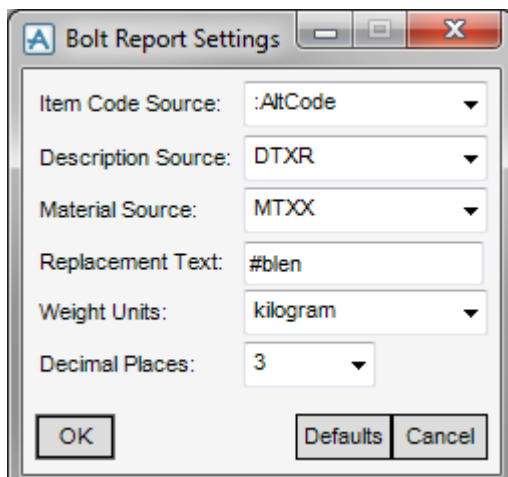 Bolt Report Settings
Item Code Source: :AltCode
Description Source: DTXR
Material Source: MTXX
Replacement Text: #blen
Weight Units: kilogram
Decimal Places: 3
OK Defaults Cancel